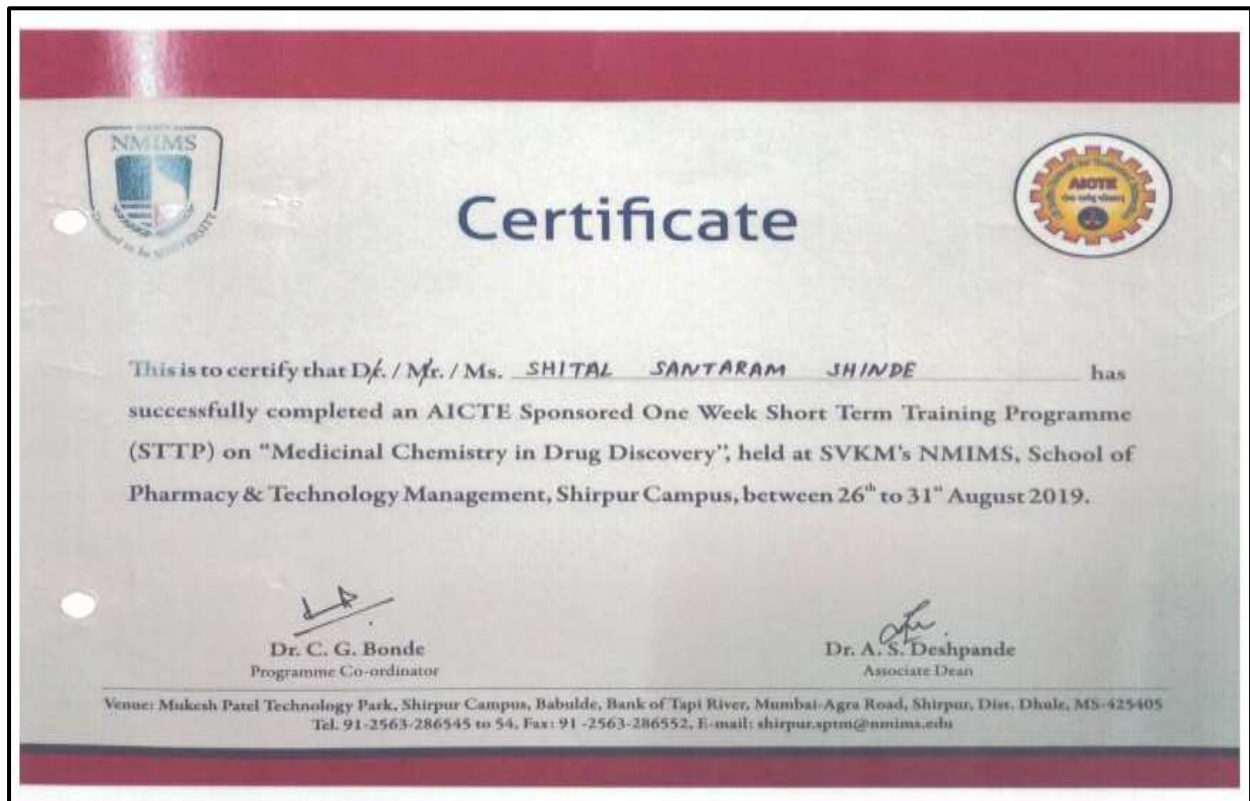 NMIMS
Deemed to be UNIVERSITY
AICTE
Certificate
This is to certify that Dr. / Mr. / Ms. SHITAL SANTARAM SHINDE has
successfully completed an AICTE Sponsored One Week Short Term Training Programme
(STTP) on "Medicinal Chemistry in Drug Discovery", held at SVKM's NMIMS, School of
Pharmacy & Technology Management, Shirpur Campus, between 26th to 31st August 2019.
Dr. C. G. Bonde
Programme Co-ordinator
Dr. A. S. Deshpande
Associate Dean
Venue: Mukesh Patel Technology Park, Shirpur Campus, Babulde, Bank of Tapi River, Mumbai-Agra Road, Shirpur, Dist. Dhule, MS-425405
Tel. 91-2563-286545 to 54, Fax: 91 -2563-286552, E-mail: shirpur.sptm@nmims.edu